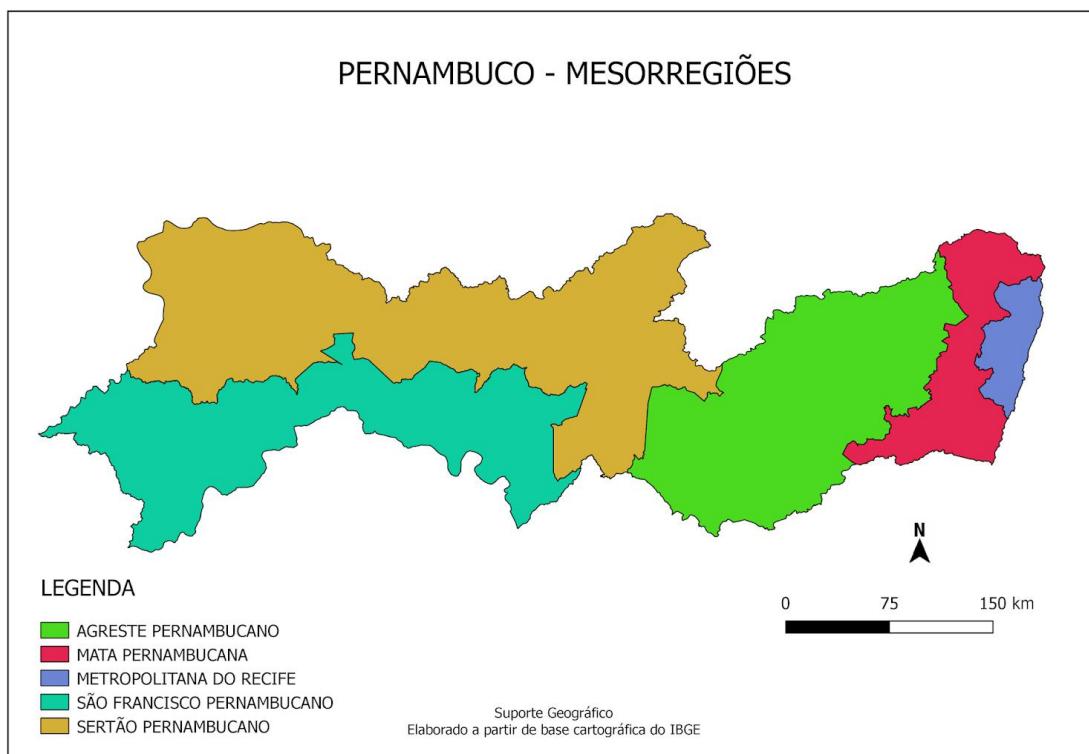 PERNAMBUCO - MESORREGIÕES
N
LEGENDA
AGRESTE PERNAMBUCANO
MATA PERNAMBUCANA
METROPOLITANA DO RECIFE
SÃO FRANCISCO PERNAMBUCANO
SERTÃO PERNAMBUCANO
0 75 150 km
Suporte Geográfico
Elaborado a partir de base cartográfica do IBGE